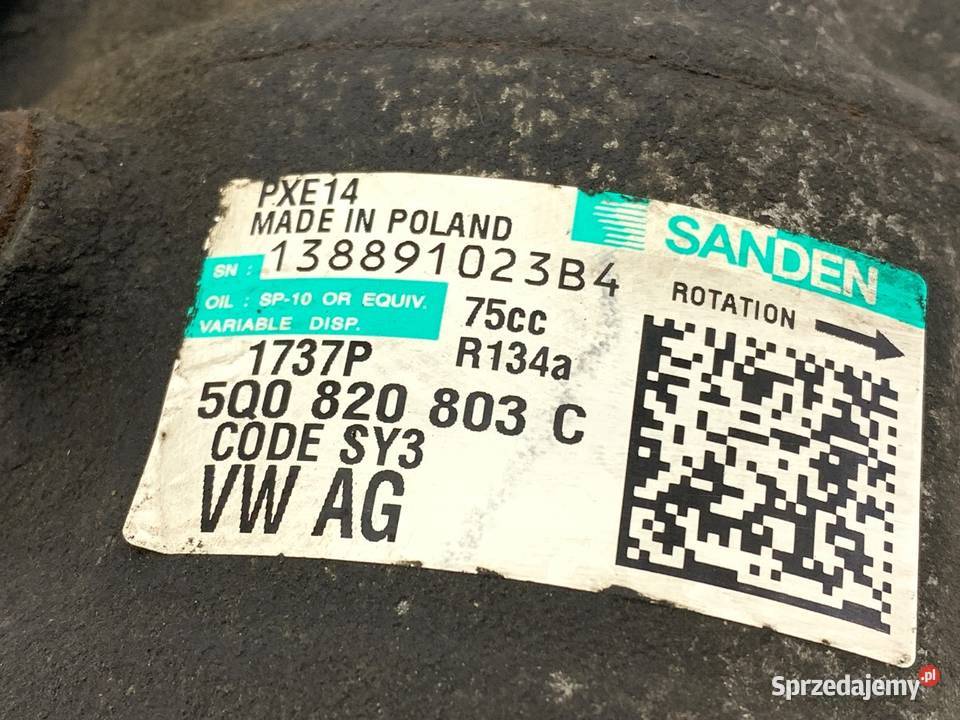 PXE14
MADE IN POLAND
SANDEN
SN : 138891023B4
OIL : SP-10 OR EQUIV. 75cc
VARIABLE DISP.
ROTATION
1737P R134a
5Q0 820 803 C
CODE SY3
VW AG
Sprzedajemy.pl